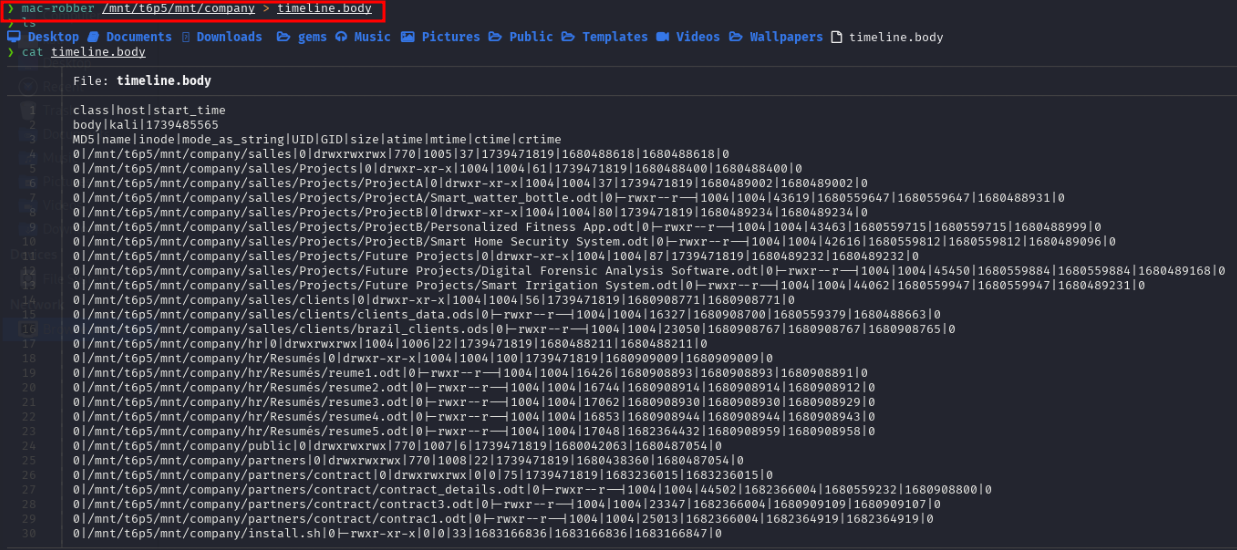 ❯ mac-robber /mnt/t6p5/mnt/company > timeline.body
❯ ls
Desktop Documents Downloads gems Music Pictures Public Templates Videos Wallpapers timeline.body
❯ cat timeline.body
File: timeline.body
1 class|host|start_time
2 body|kali|1739485565
3 MD5|name|inode|mode_as_string|UID|GID|size|atime|mtime|ctime|crtime
4 0|/mnt/t6p5/mnt/company/salles|0|drwxrwxrwx|770|1005|37|1739471819|1680488618|1680488618|0
5 0|/mnt/t6p5/mnt/company/salles/Projects|0|drwxr-xr-x|1004|1004|61|1739471819|1680488400|1680488400|0
6 0|/mnt/t6p5/mnt/company/salles/Projects/ProjectA|0|drwxr-xr-x|1004|1004|37|1739471819|1680489002|1680489002|0
7 0|/mnt/t6p5/mnt/company/salles/Projects/ProjectA/Smart_watter_bottle.odt|0|-rwxr--r--|1004|1004|43619|1680559647|1680559647|1680488931|0
8 0|/mnt/t6p5/mnt/company/salles/Projects/ProjectB|0|drwxr-xr-x|1004|1004|80|1739471819|1680489234|1680489234|0
9 0|/mnt/t6p5/mnt/company/salles/Projects/ProjectB/Personalized Fitness App.odt|0|-rwxr--r--|1004|1004|43463|1680559715|1680559715|1680488999|0
10 0|/mnt/t6p5/mnt/company/salles/Projects/ProjectB/Smart Home Security System.odt|0|-rwxr--r--|1004|1004|42616|1680559812|1680559812|1680489096|0
11 0|/mnt/t6p5/mnt/company/salles/Projects/Future Projects|0|drwxr-xr-x|1004|1004|87|1739471819|1680489232|1680489232|0
12 0|/mnt/t6p5/mnt/company/salles/Projects/Future Projects/Digital Forensic Analysis Software.odt|0|-rwxr--r--|1004|1004|45450|1680559884|1680559884|1680489168|0
13 0|/mnt/t6p5/mnt/company/salles/Projects/Future Projects/Smart Irrigation System.odt|0|-rwxr--r--|1004|1004|44062|1680559947|1680559947|1680489231|0
14 0|/mnt/t6p5/mnt/company/salles/clients|0|drwxr-xr-x|1004|1004|56|1739471819|1680908771|1680908771|0
15 0|/mnt/t6p5/mnt/company/salles/clients/clients_data.ods|0|-rwxr--r--|1004|1004|16327|1680908700|1680559379|1680488663|0
16 0|/mnt/t6p5/mnt/company/salles/clients/brazil_clients.ods|0|-rwxr--r--|1004|1004|23050|1680908767|1680908767|1680908765|0
17 0|/mnt/t6p5/mnt/company/hr|0|drwxrwxrwx|1004|1006|22|1739471819|1680488211|1680488211|0
18 0|/mnt/t6p5/mnt/company/hr/Resumés|0|drwxr-xr-x|1004|1004|100|1739471819|1680909009|1680909009|0
19 0|/mnt/t6p5/mnt/company/hr/Resumés/reume1.odt|0|-rwxr--r--|1004|1004|16426|1680908893|1680908893|1680908891|0
20 0|/mnt/t6p5/mnt/company/hr/Resumés/resume2.odt|0|-rwxr--r--|1004|1004|16744|1680908914|1680908914|1680908912|0
21 0|/mnt/t6p5/mnt/company/hr/Resumés/resume3.odt|0|-rwxr--r--|1004|1004|17062|1680908930|1680908930|1680908929|0
22 0|/mnt/t6p5/mnt/company/hr/Resumés/resume4.odt|0|-rwxr--r--|1004|1004|16853|1680908944|1680908944|1680908943|0
23 0|/mnt/t6p5/mnt/company/hr/Resumés/resume5.odt|0|-rwxr--r--|1004|1004|17048|1682364432|1680908959|1680908958|0
24 0|/mnt/t6p5/mnt/company/public|0|drwxrwxrwx|770|1007|6|1739471819|1680042063|1680487054|0
25 0|/mnt/t6p5/mnt/company/partners|0|drwxrwxrwx|770|1008|22|1739471819|1680438360|1680487054|0
26 0|/mnt/t6p5/mnt/company/partners/contract|0|drwxrwxrwx|0|0|75|1739471819|1683236015|1683236015|0
27 0|/mnt/t6p5/mnt/company/partners/contract/contract_details.odt|0|-rwxr--r--|1004|1004|44502|1682366004|1680559232|1680908800|0
28 0|/mnt/t6p5/mnt/company/partners/contract/contract3.odt|0|-rwxr--r--|1004|1004|23347|1682366004|1680909109|1680909107|0
29 0|/mnt/t6p5/mnt/company/partners/contract/contrac1.odt|0|-rwxr--r--|1004|1004|25013|1682366004|1682364919|1682364919|0
30 0|/mnt/t6p5/mnt/company/install.sh|0|-rwxr-xr-x|0|0|33|1683166836|1683166836|1683166847|0